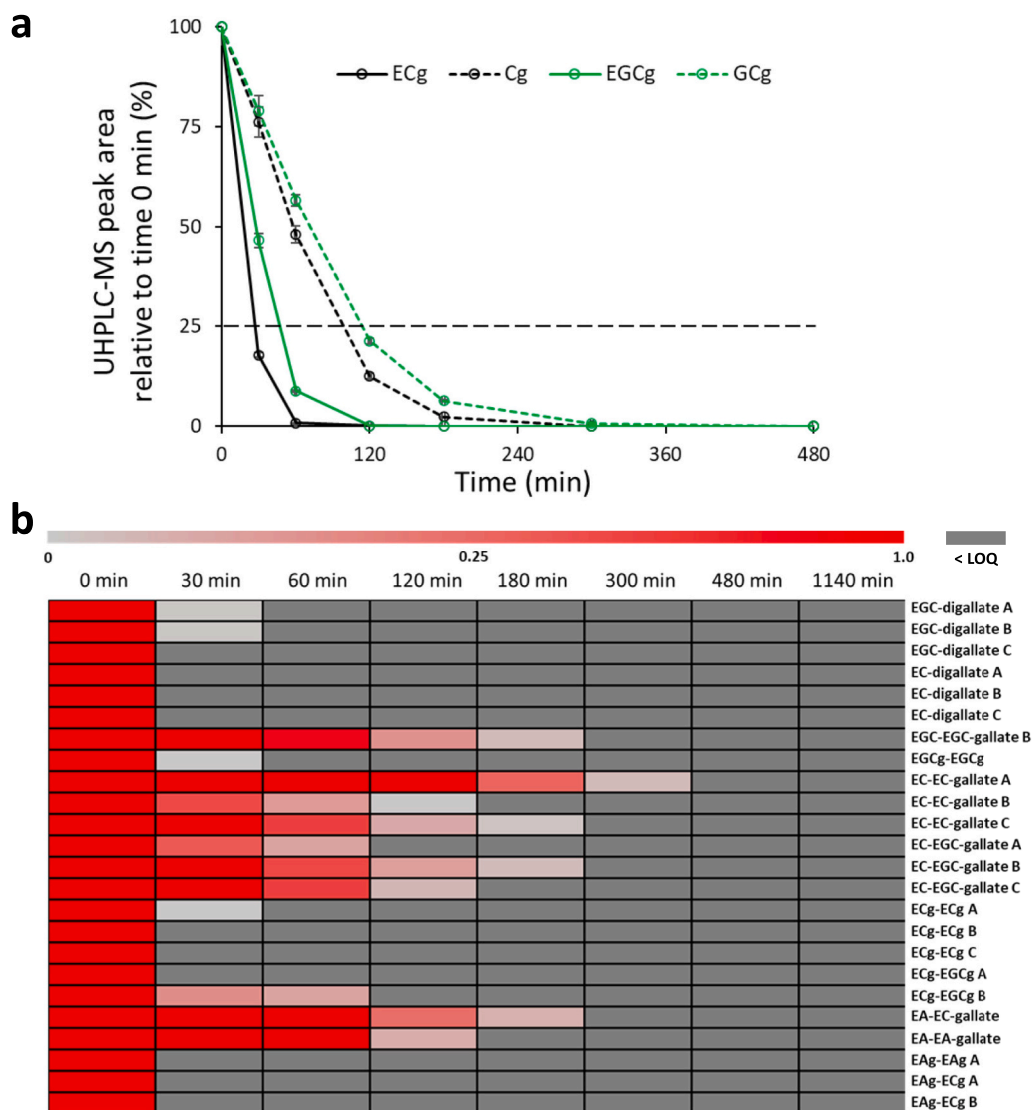 a
UHPLC-MS peak area
relative to time 0 min (%)
100
75
50
25
0
ECg Cg EGCg GCg
0 120 240 360 480
Time (min)
b
0 0.25 1.0 < LOQ
0 min 30 min 60 min 120 min 180 min 300 min 480 min 1140 min
EGC-digallate A
EGC-digallate B
EGC-digallate C
EC-digallate A
EC-digallate B
EC-digallate C
EGC-EGC-gallate B
EGCg-EGCg
EC-EC-gallate A
EC-EC-gallate B
EC-EC-gallate C
EC-EGC-gallate A
EC-EGC-gallate B
EC-EGC-gallate C
ECg-ECg A
ECg-ECg B
ECg-ECg C
ECg-EGCg A
ECg-EGCg B
EA-EC-gallate
EA-EA-gallate
EAg-EAg A
EAg-ECg A
EAg-ECg B